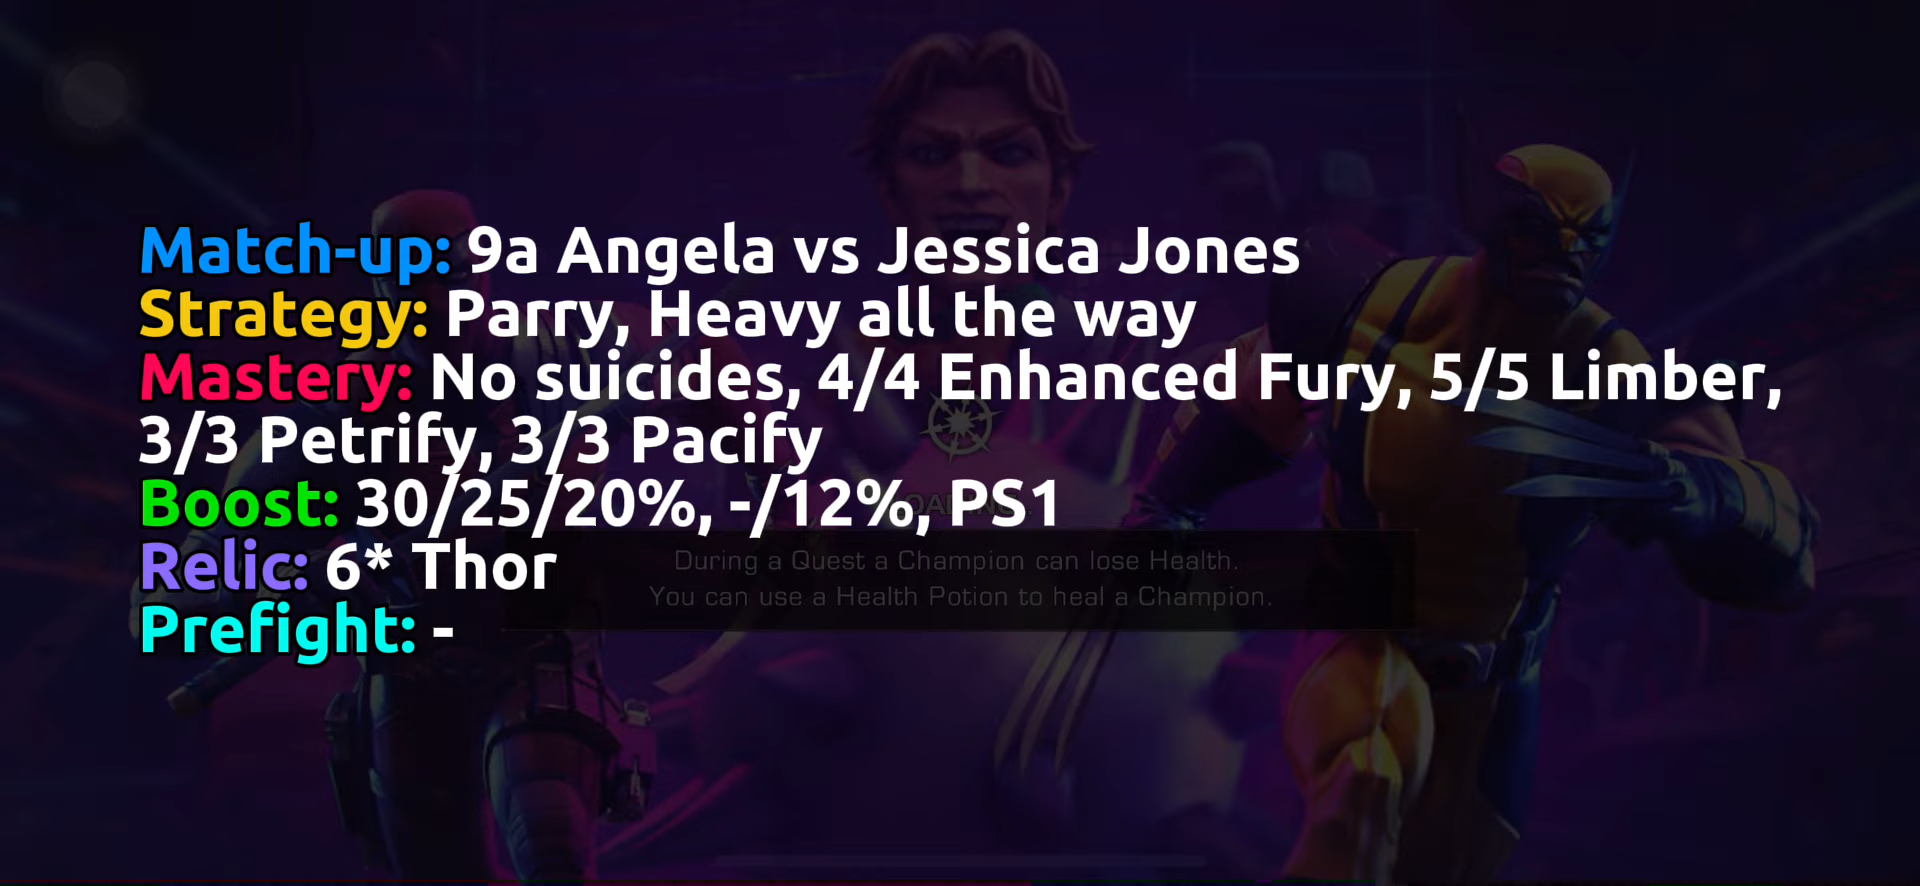 Match-up: 9a Angela vs Jessica Jones
Strategy: Parry, Heavy all the way
Mastery: No suicides, 4/4 Enhanced Fury, 5/5 Limber,
3/3 Petrify, 3/3 Pacify
Boost: 30/25/20%, -/12%, PS1
Relic: 6* Thor
During a Quest a Champion can lose Health.
You can use a Health Potion to heal a Champion.
Prefight: -